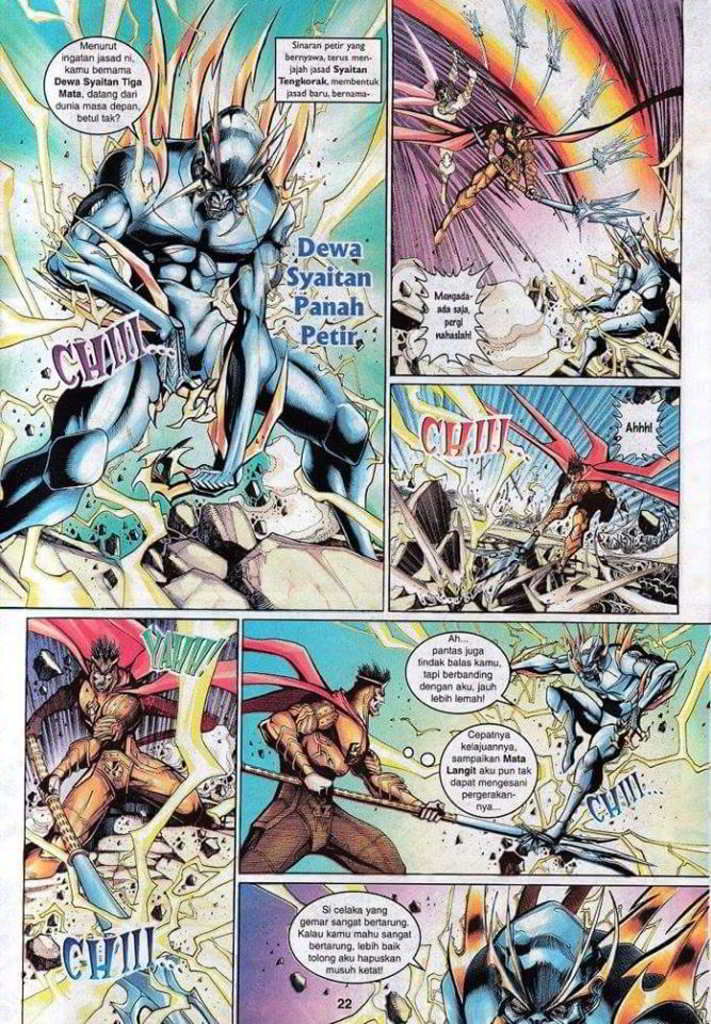 Menurut
ingatan jasad ni,
kamu bernama
Dewa Syaitan Tiga
Mata, datang dari
dunia masa depan,
betul tak?
Sinaran petir yang
bernyawa, terus men-
jajah jasad Syaitan
Tengkorak, membentuk
jasad baru, bernama-
Dewa
Syaitan
Panah
Petir
CHIII...
Mengada-
ada saja,
pergi
nahaslah!
CHIII...
Ahhh!
YAHH!
CHIII
Ah...
pantas juga
tindak balas kamu,
tapi berbanding
dengan aku, jauh
lebih lemah!
Cepatnya
kelajuannya,
sampaikan Mata
Langit aku pun tak
dapat mengesani
pergerakan-
nya...
CHIII...
Si celaka yang
gemar sangat bertarung.
Kalau kamu mahu sangat
bertarung, lebih baik
tolong aku hapuskan
musuh ketat!
22